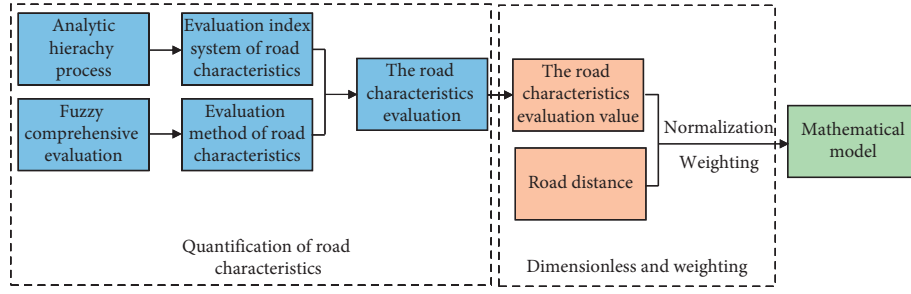 Analytic
hierachy
process
Evaluation index
system of road
characteristics
Fuzzy
comprehensive
evaluation
Evaluation
method of road
characteristics
The road
characteristics
evaluation
Quantification of road
characteristics
The road
characteristics
evaluation value
Road distance
Normalization
Weighting
Dimensionless and weighting
Mathematical
model